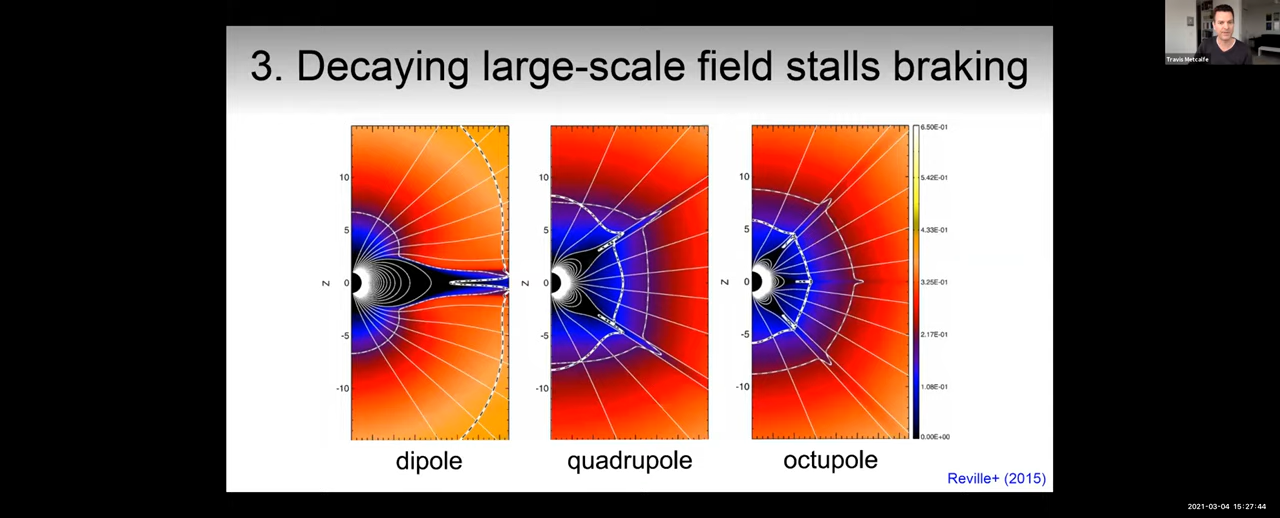 3. Decaying large-scale field stalls braking
Travis Metcalfe
10
5
0
-5
-10
Z
10
5
0
-5
-10
Z
10
5
0
-5
-10
Z
6.50E-01
5.42E-01
4.33E-01
3.25E-01
2.17E-01
1.08E-01
0.00E+00
dipole
quadrupole
octupole
Reville+ (2015)
2021-03-04 15:27:44